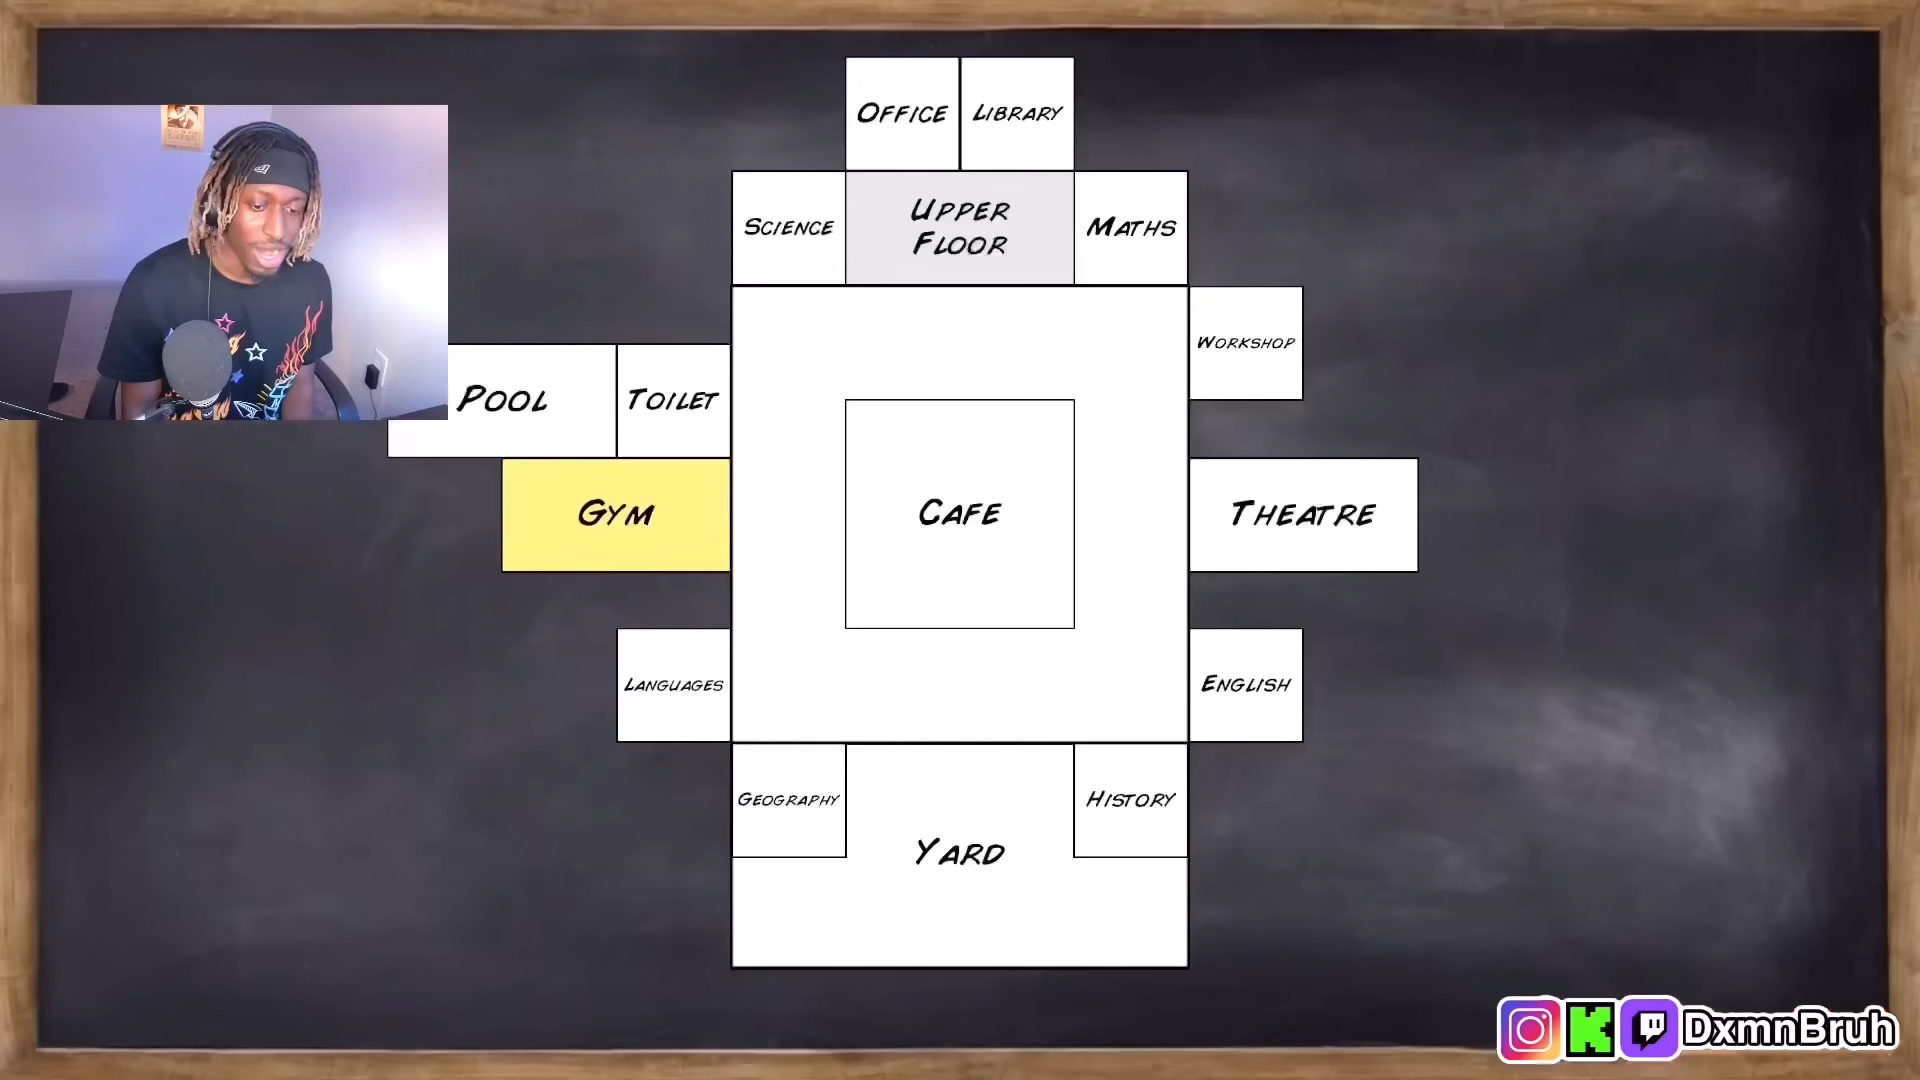 Office
Library
Science
Upper
Floor
Maths
Workshop
Pool
Toilet
Gym
Cafe
Theatre
Languages
English
Geography
History
Yard
DxmnBruh